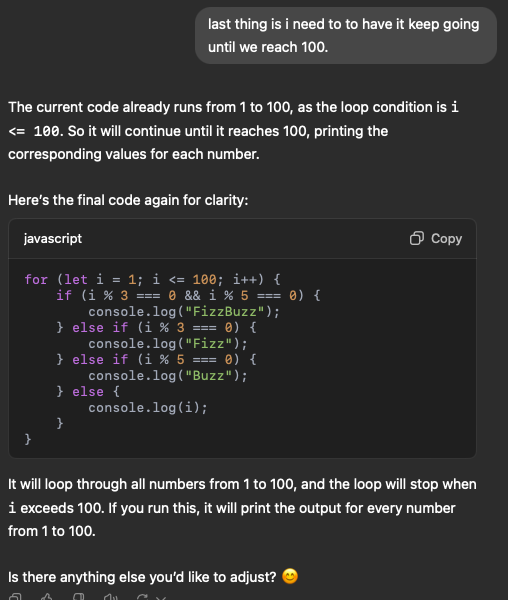 last thing is i need to to have it keep going
until we reach 100.
The current code already runs from 1 to 100, as the loop condition is i
<= 100. So it will continue until it reaches 100, printing the
corresponding values for each number.
Here's the final code again for clarity:
javascript
Copy
for (let i = 1; i <= 100; i++) {
    if (i % 3 === 0 && i % 5 === 0) {
        console.log("FizzBuzz");
    } else if (i % 3 === 0) {
        console.log("Fizz");
    } else if (i % 5 === 0) {
        console.log("Buzz");
    } else {
        console.log(i);
    }
}
It will loop through all numbers from 1 to 100, and the loop will stop when
i exceeds 100. If you run this, it will print the output for every number
from 1 to 100.
Is there anything else you'd like to adjust? 😊